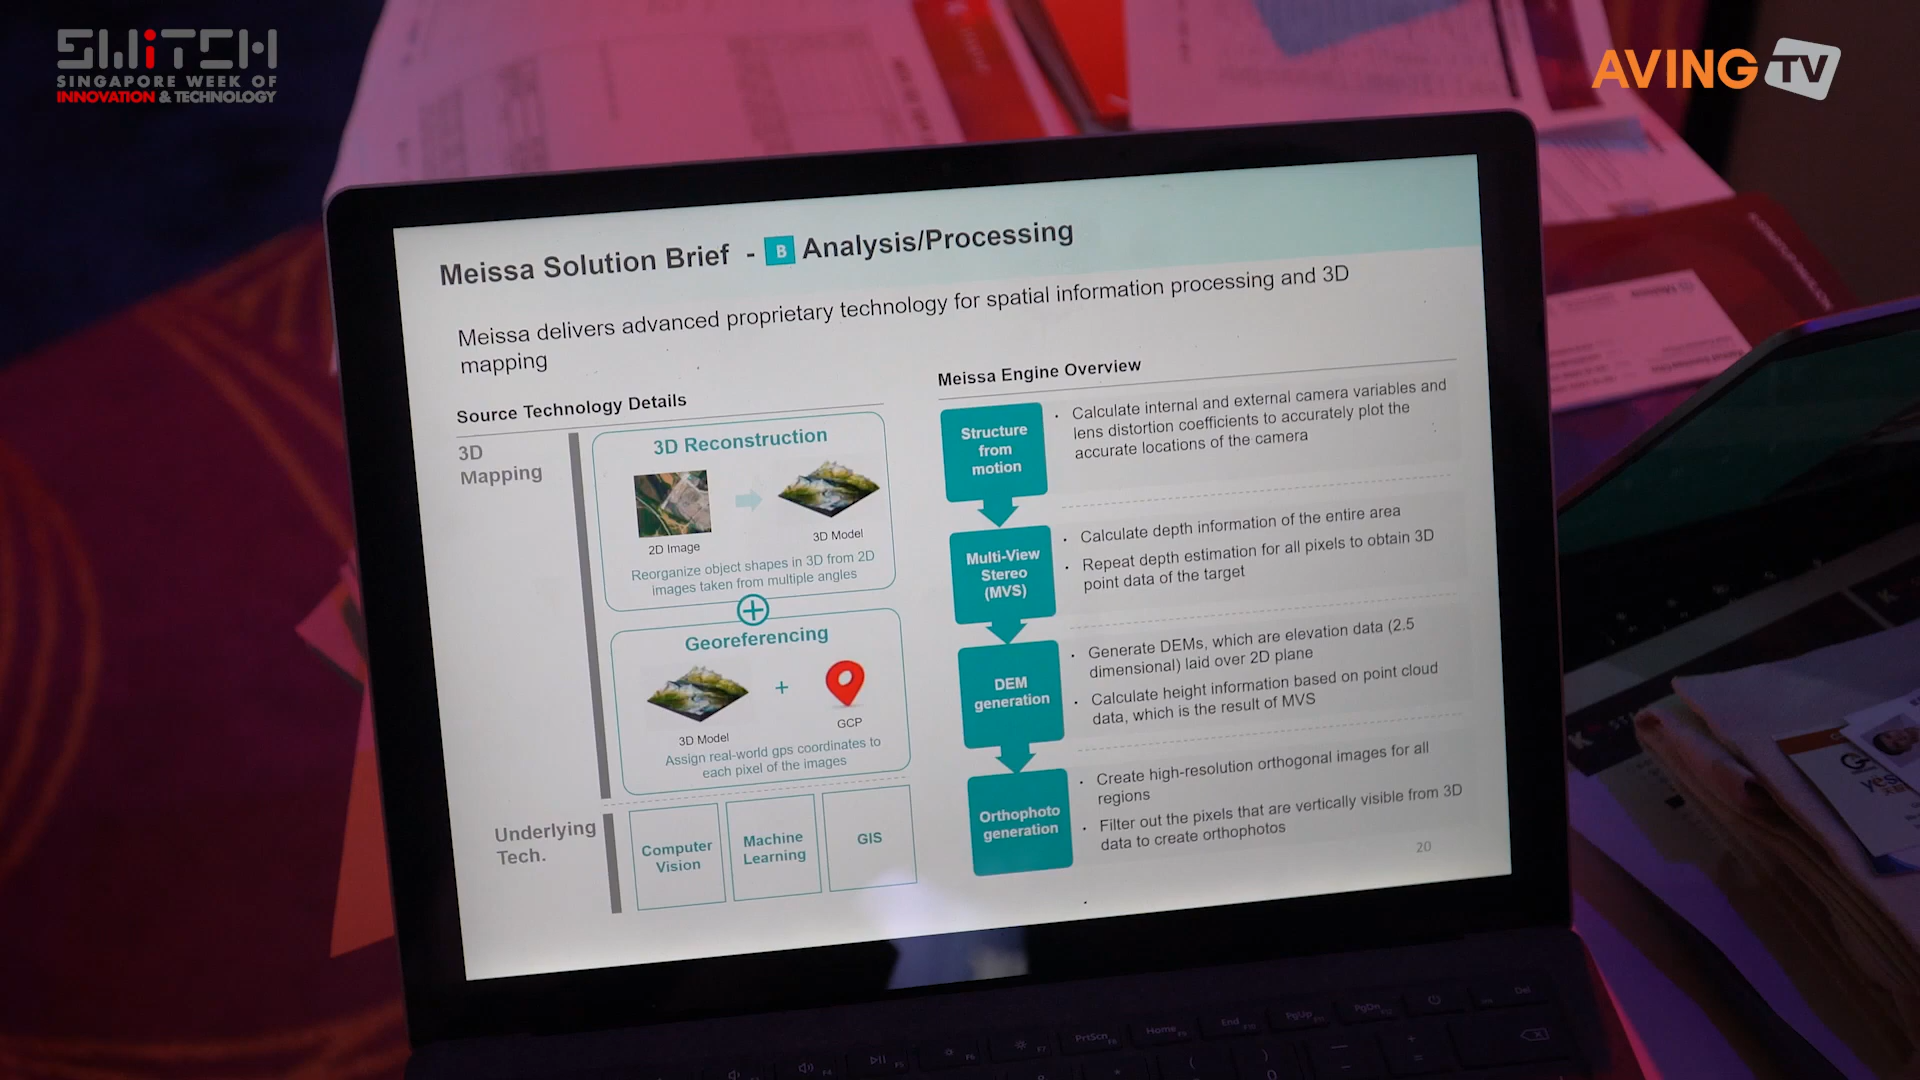 SWiTCH
SINGAPORE WEEK OF
INNOVATION & TECHNOLOGY
AVING TV
Meissa Solution Brief - B Analysis/Processing
Meissa delivers advanced proprietary technology for spatial information processing and 3D
mapping
Source Technology Details
3D
Mapping
3D Reconstruction
2D Image
3D Model
Reorganize object shapes in 3D from 2D
images taken from multiple angles
+
Georeferencing
+
3D Model
GCP
Assign real-world gps coordinates to
each pixel of the images
Underlying
Tech.
Computer
Vision
Machine
Learning
GIS
Meissa Engine Overview
Structure
from
motion
· Calculate internal and external camera variables and
lens distortion coefficients to accurately plot the
accurate locations of the camera
Multi-View
Stereo
(MVS)
· Calculate depth information of the entire area
· Repeat depth estimation for all pixels to obtain 3D
point data of the target
DEM
generation
· Generate DEMs, which are elevation data (2.5
dimensional) laid over 2D plane
· Calculate height information based on point cloud
data, which is the result of MVS
Orthophoto
generation
· Create high-resolution orthogonal images for all
regions
· Filter out the pixels that are vertically visible from 3D
data to create orthophotos
20
PrtScn
Home
End
PgUp
PgDn
Del